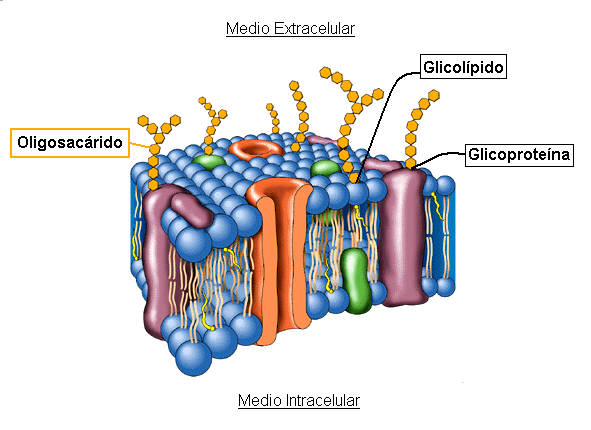 Medio Extracelular
Glicolípido
Oligosacárido
Glicoproteína
Medio Intracelular